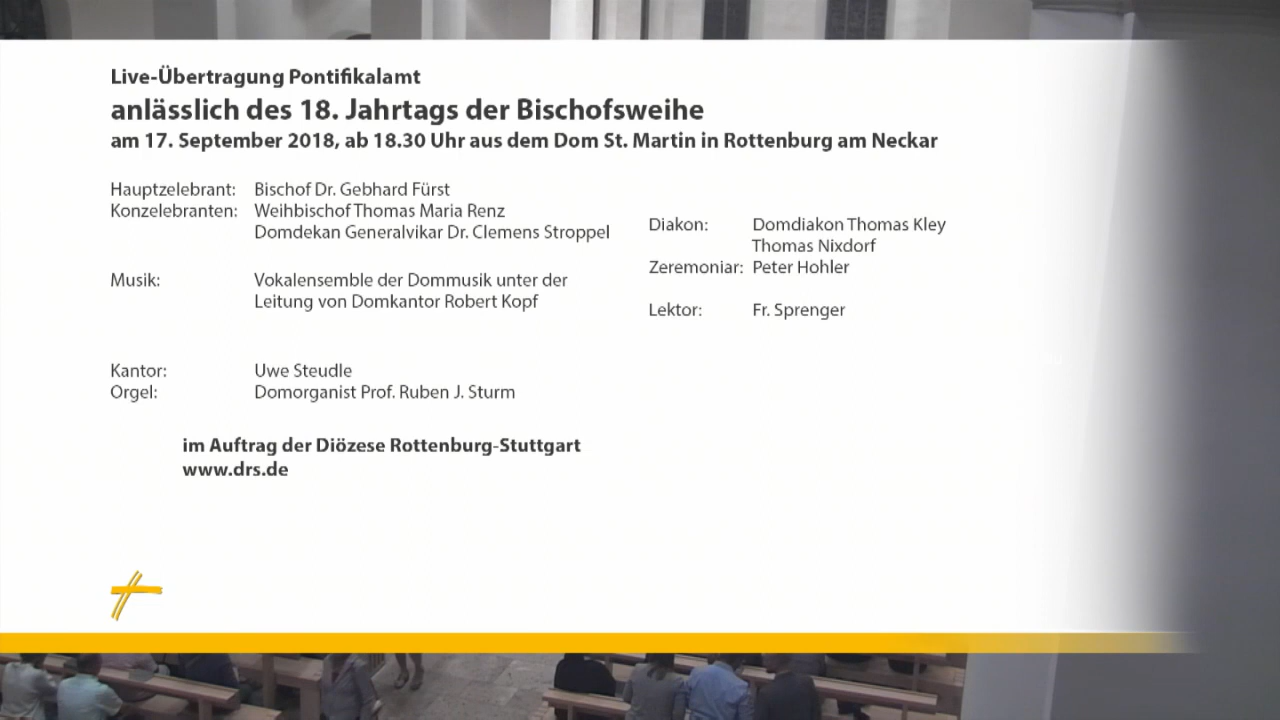 Live-Übertragung Pontifikalamt
anlässlich des 18. Jahrtags der Bischofsweihe
am 17. September 2018, ab 18.30 Uhr aus dem Dom St. Martin in Rottenburg am Neckar
Hauptzelebrant: Bischof Dr. Gebhard Fürst
Konzelebranten: Weihbischof Thomas Maria Renz
Domdekan Generalvikar Dr. Clemens Stroppel
Musik: Vokalensemble der Dommusik unter der
Leitung von Domkantor Robert Kopf
Kantor: Uwe Steudle
Orgel: Domorganist Prof. Ruben J. Sturm
Diakon: Domdiakon Thomas Kley
Thomas Nixdorf
Zeremoniar: Peter Hohler
Lektor: Fr. Sprenger
im Auftrag der Diözese Rottenburg-Stuttgart
www.drs.de